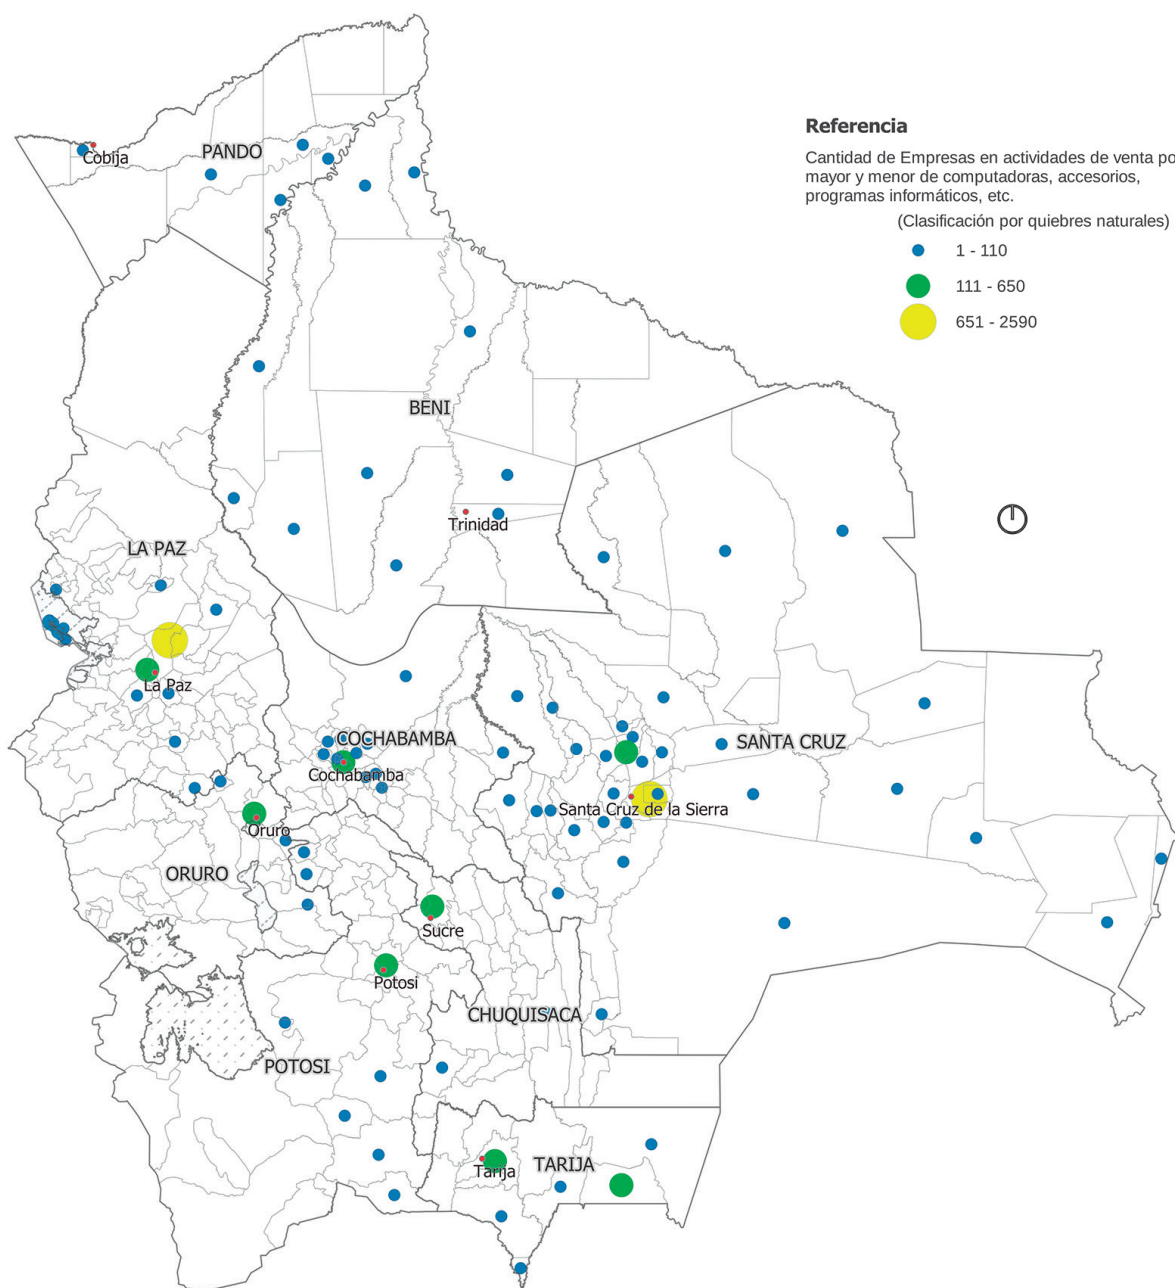 Referencia
Cantidad de Empresas en actividades de venta po
mayor y menor de computadoras, accesorios,
programas informáticos, etc.
(Clasificación por quiebres naturales)
1 - 110
111 - 650
651 - 2590
Cobija
PANDO
BENI
Trinidad
LA PAZ
La Paz
COCHABAMBA
Cochabamba
SANTA CRUZ
Santa Cruz de la Sierra
Oruro
ORURO
Sucre
Potosi
CHUQUISACA
POTOSI
Tarija
TARIJA